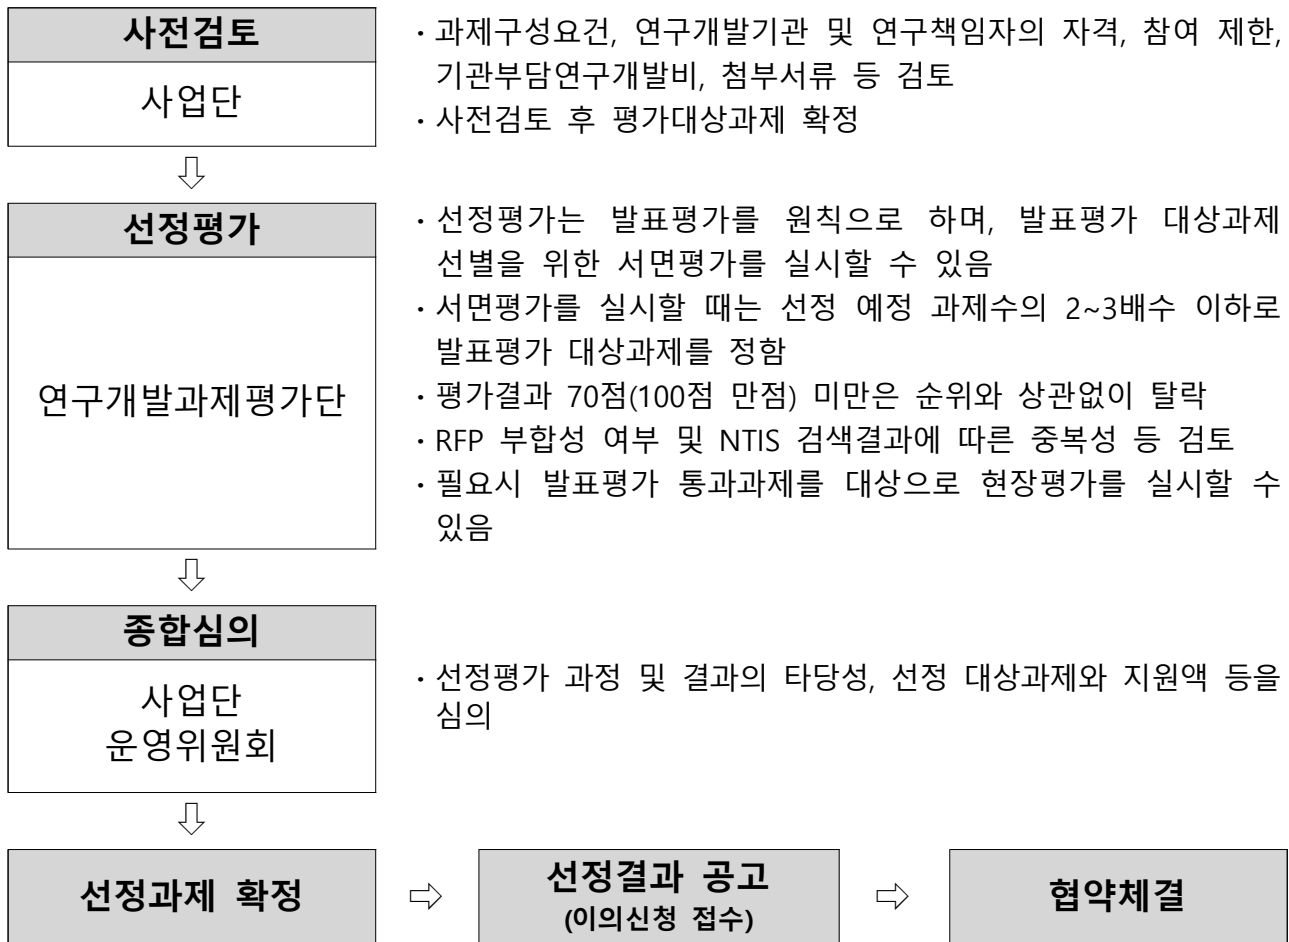 사전검토
사업단
· 과제구성요건, 연구개발기관 및 연구책임자의 자격, 참여 제한,
기관부담연구개발비, 첨부서류 등 검토
· 사전검토 후 평가대상과제 확정
⇩
선정평가
연구개발과제평가단
· 선정평가는 발표평가를 원칙으로 하며, 발표평가 대상과제
선별을 위한 서면평가를 실시할 수 있음
· 서면평가를 실시할 때는 선정 예정 과제수의 2~3배수 이하로
발표평가 대상과제를 정함
· 평가결과 70점(100점 만점) 미만은 순위와 상관없이 탈락
· RFP 부합성 여부 및 NTIS 검색결과에 따른 중복성 등 검토
· 필요시 발표평가 통과과제를 대상으로 현장평가를 실시할 수
있음
⇩
종합심의
사업단
운영위원회
· 선정평가 과정 및 결과의 타당성, 선정 대상과제와 지원액 등을
심의
⇩
선정과제 확정
⇨
선정결과 공고
(이의신청 접수)
⇨
협약체결